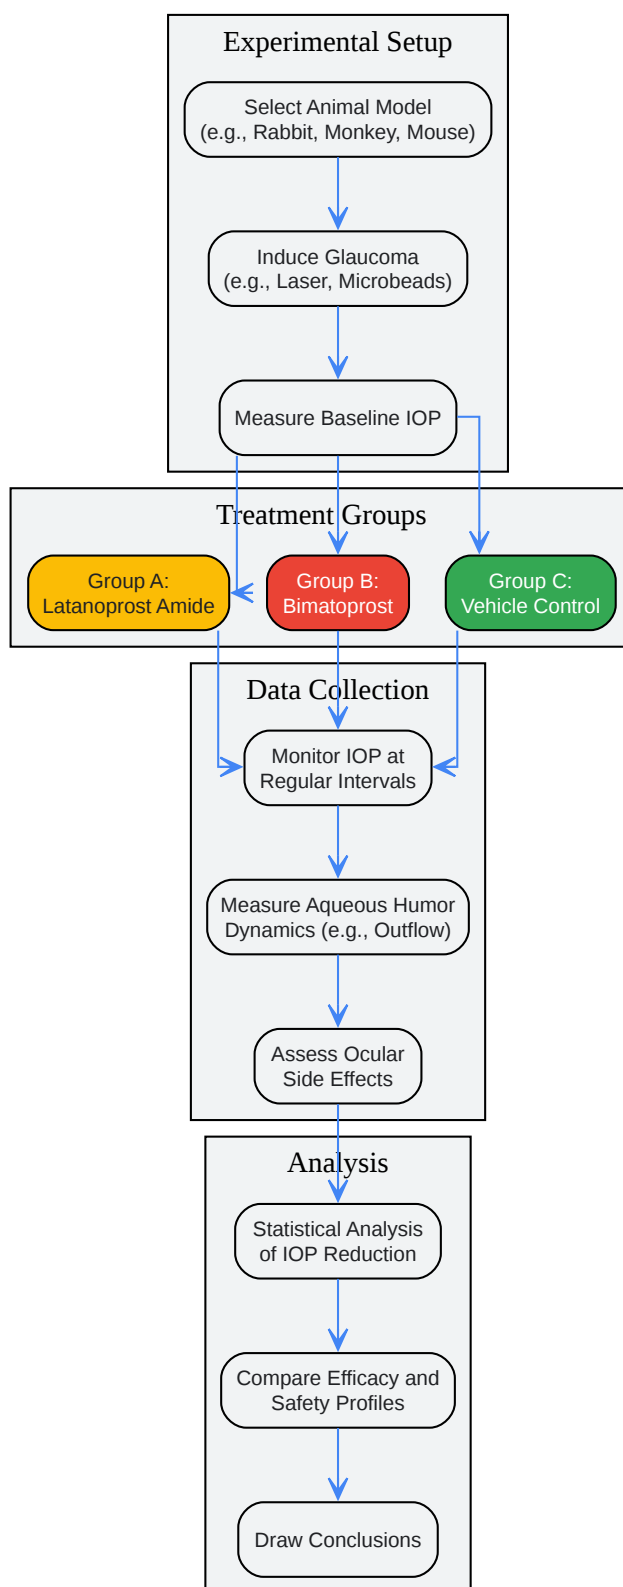 Experimental Setup
Select Animal Model
(e.g., Rabbit, Monkey, Mouse)
Induce Glaucoma
(e.g., Laser, Microbeads)
Measure Baseline IOP
Treatment Groups
Group A:
Latanoprost Amide
Group B:
Bimatoprost
Group C:
Vehicle Control
Data Collection
Monitor IOP at
Regular Intervals
Measure Aqueous Humor
Dynamics (e.g., Outflow)
Assess Ocular
Side Effects
Analysis
Statistical Analysis
of IOP Reduction
Compare Efficacy and
Safety Profiles
Draw Conclusions